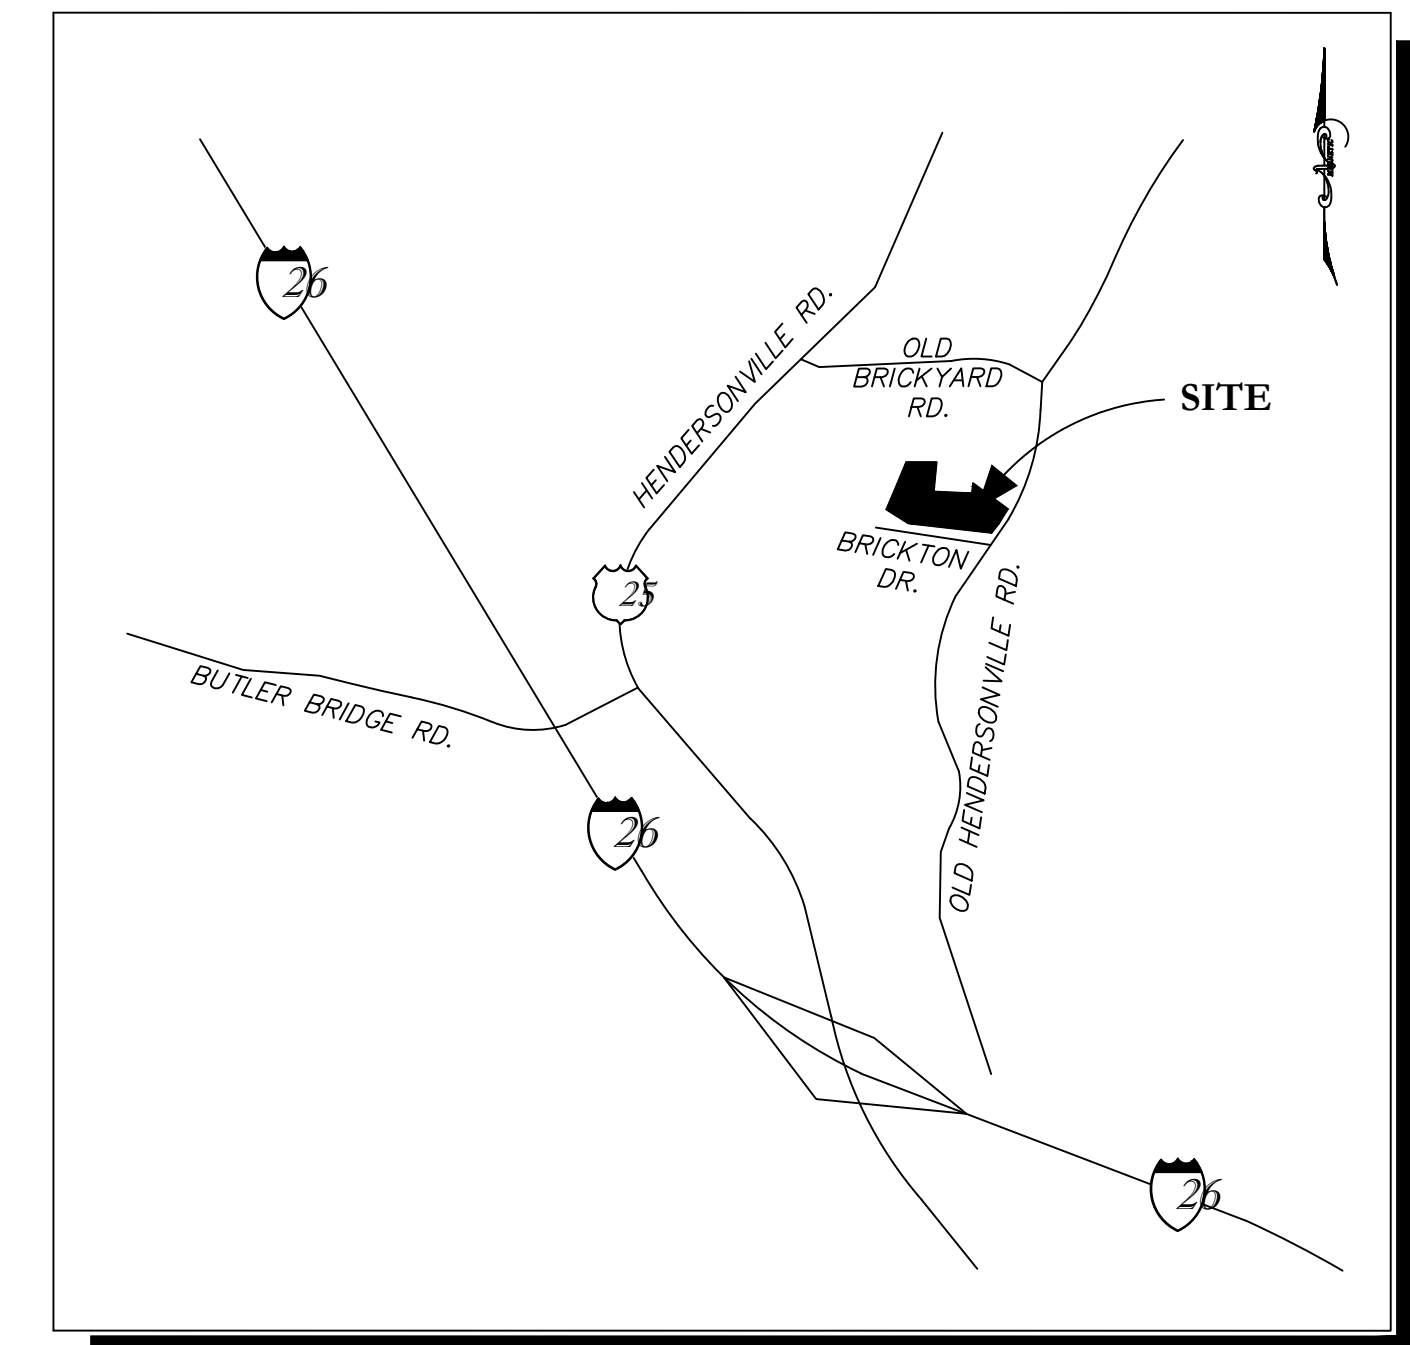 26
HENDERSONVILLE RD.
OLD
BRICKYARD
RD.
SITE
BRICKTON
DR.
25
OLD HENDERSONVILLE RD.
BUTLER BRIDGE RD.
26
26